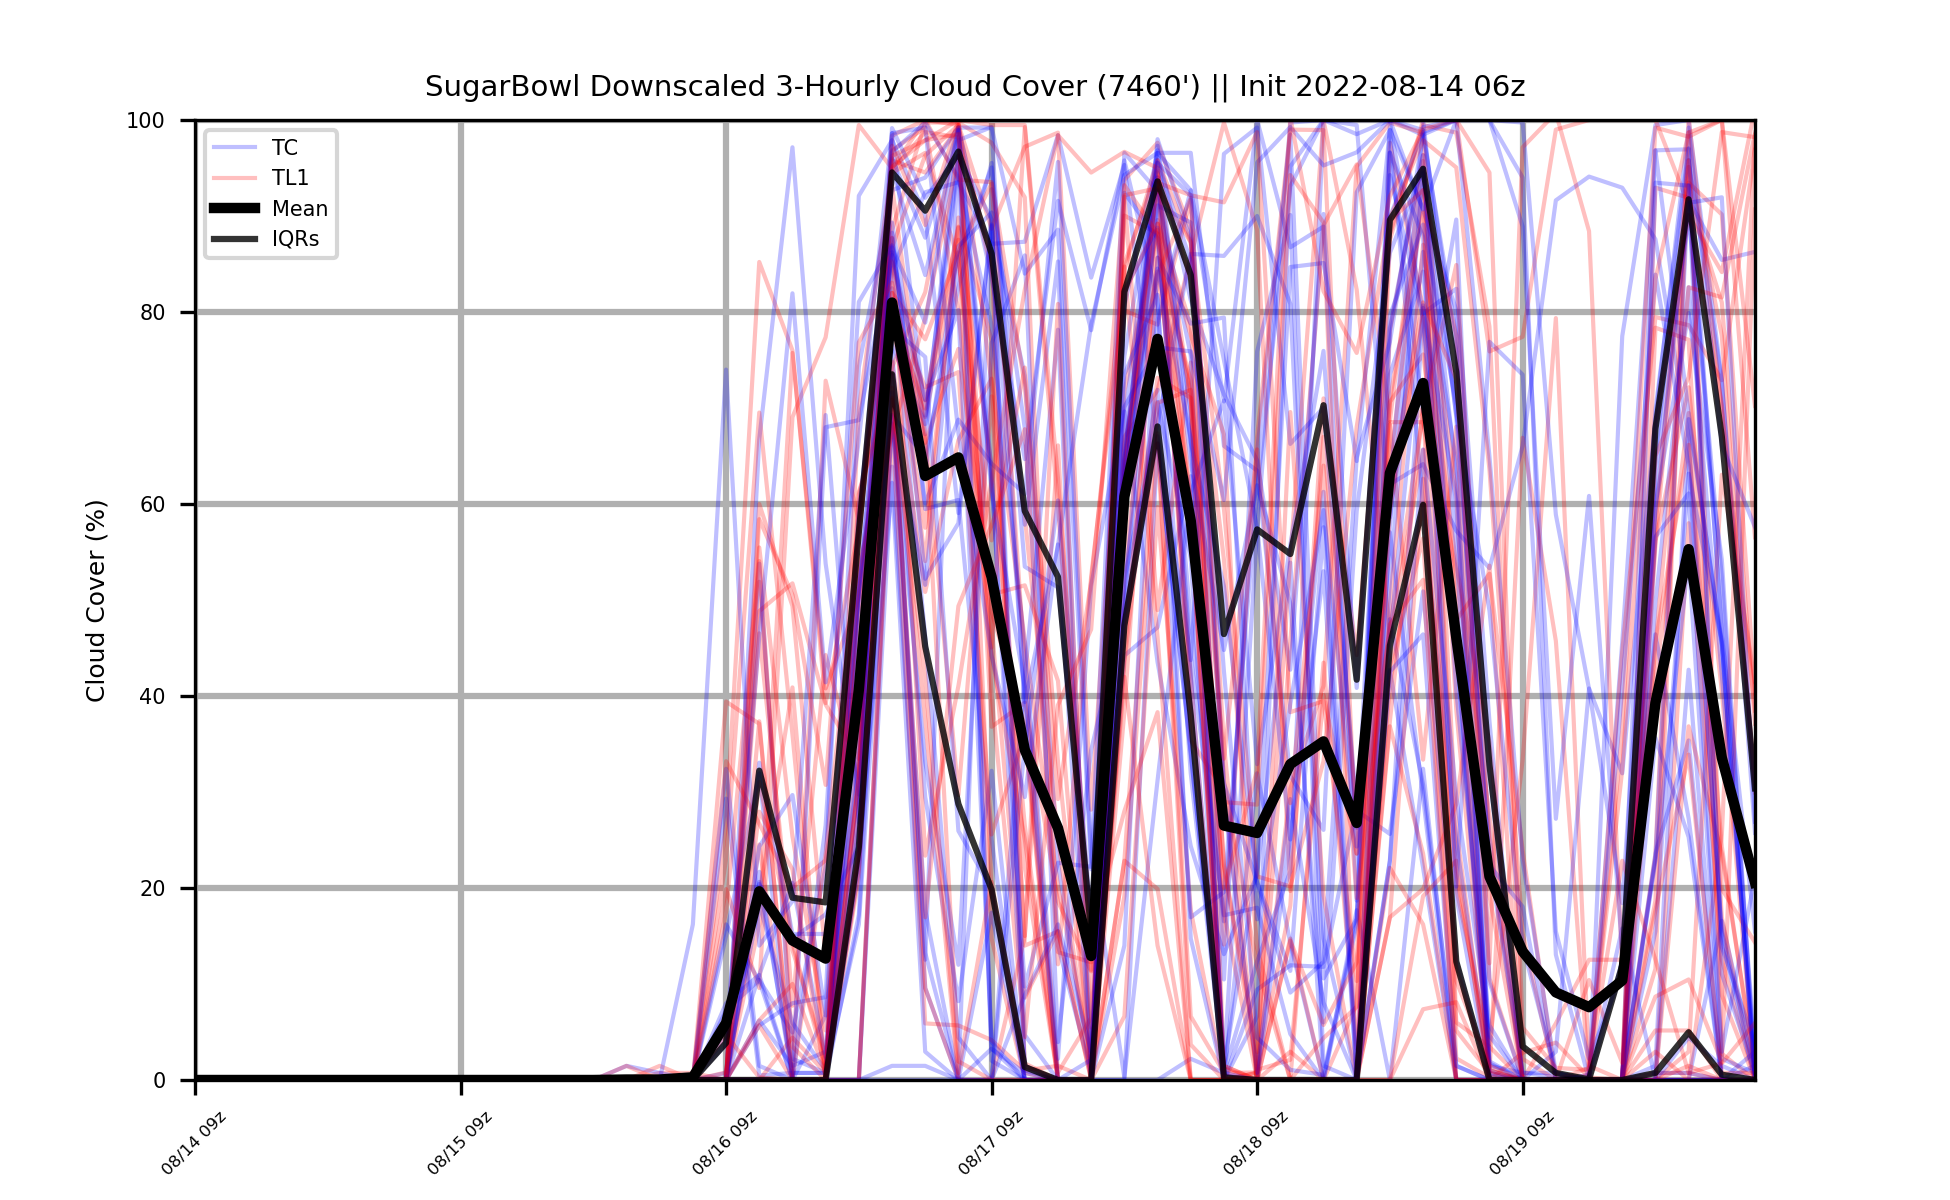 SugarBowl Downscaled 3-Hourly Cloud Cover (7460') || Init 2022-08-14 06z
100
80
60
40
20
0
Cloud Cover (%)
TC
TL1
Mean
IQRs
08/14 09z
08/15 09z
08/16 09z
08/17 09z
08/18 09z
08/19 09z